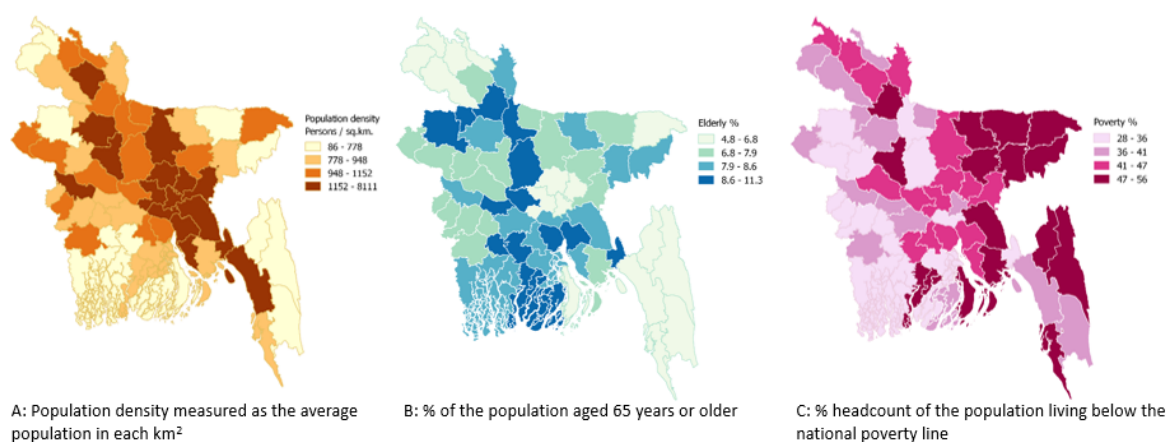 Population density
Persons / sq.km.
86 - 778
778 - 948
948 - 1152
1152 - 8111
Elderly %
4.8 - 6.8
6.8 - 7.9
7.9 - 8.6
8.6 - 11.3
Poverty %
28 - 36
36 - 41
41 - 47
47 - 56
A: Population density measured as the average
population in each km²
B: % of the population aged 65 years or older
C: % headcount of the population living below the
national poverty line